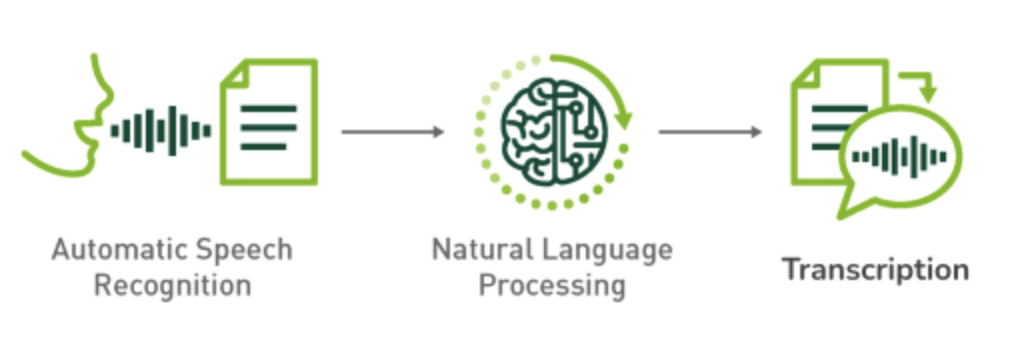 Automatic Speech
Recognition
Natural Language
Processing
Transcription